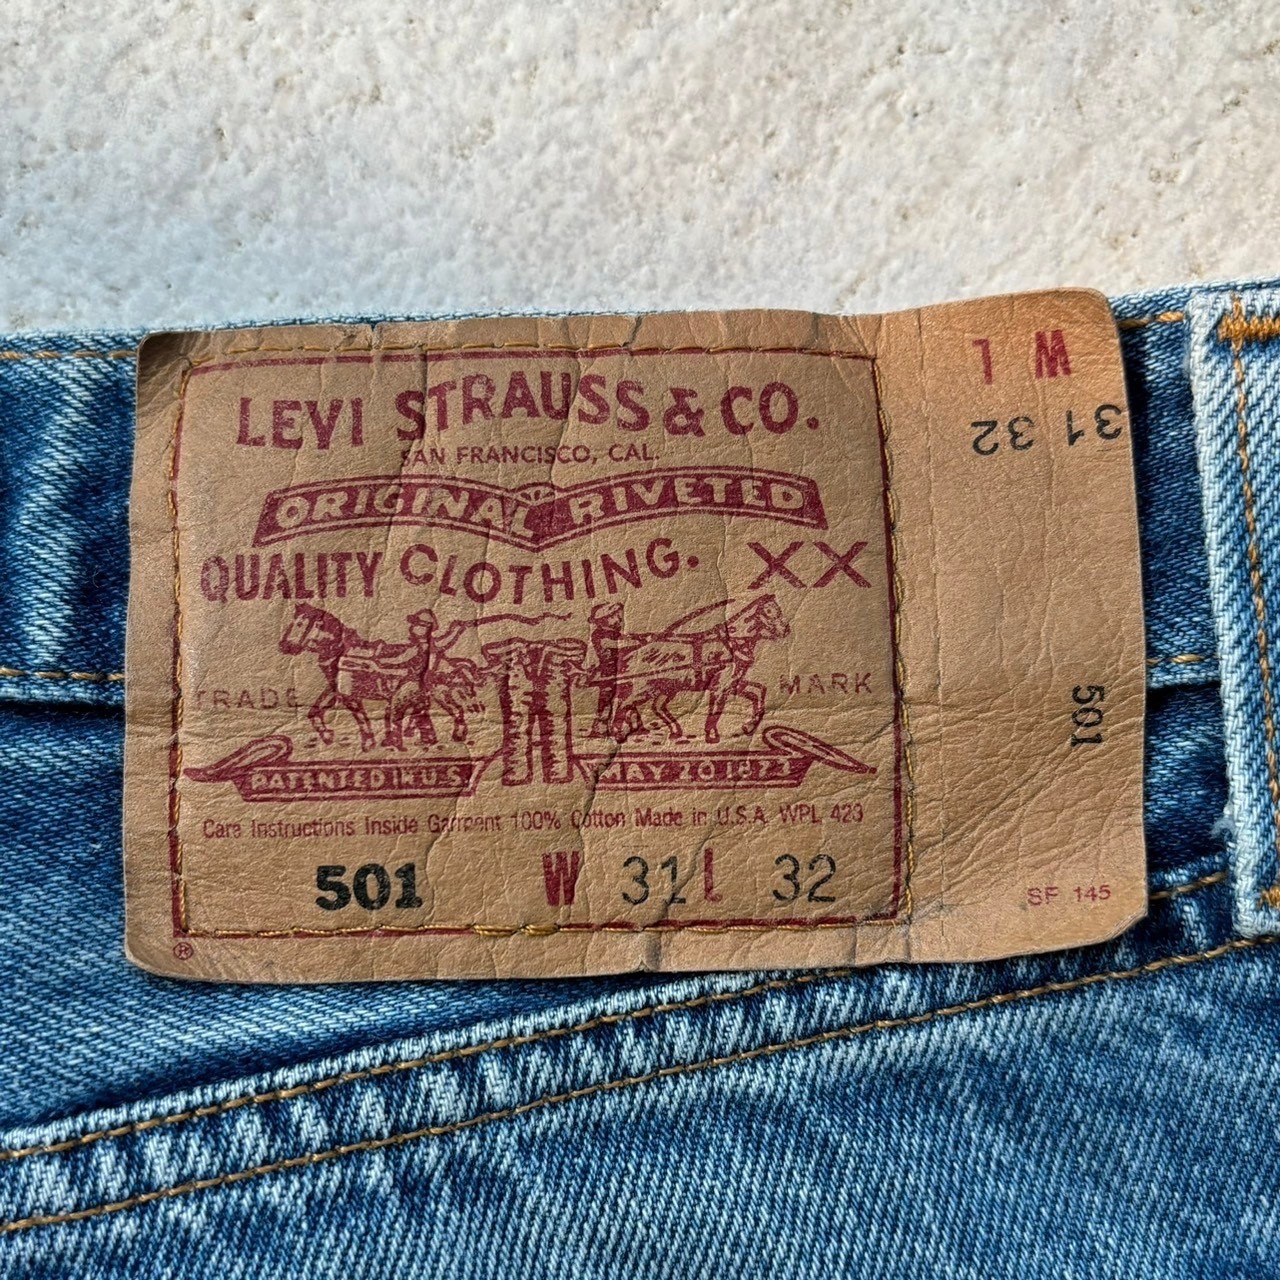 LEVI STRAUSS & CO.
SAN FRANCISCO, CAL.
ORIGINAL RIVETED
QUALITY CLOTHING. XX
TRADE MARK
PATENTED IN U.S. MAY 20 1873
Care Instructions Inside Garment 100% Cotton Made in U.S.A. WPL 423
501 W 31 L 32
®
W L
31 32
501
SF 145